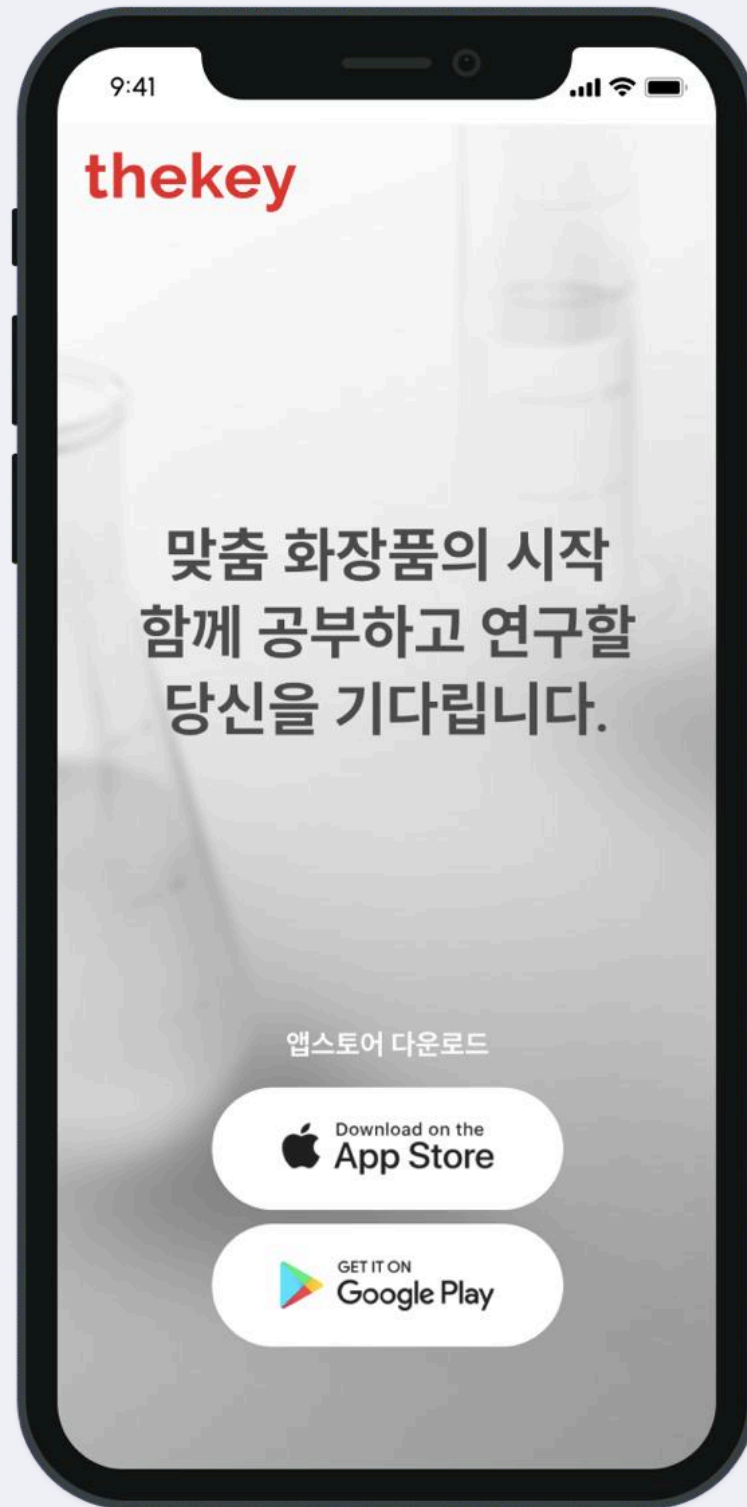 9:41
thekey
맞춤 화장품의 시작
함께 공부하고 연구할
당신을 기다립니다.
앱스토어 다운로드
Download on the
App Store
GET IT ON
Google Play